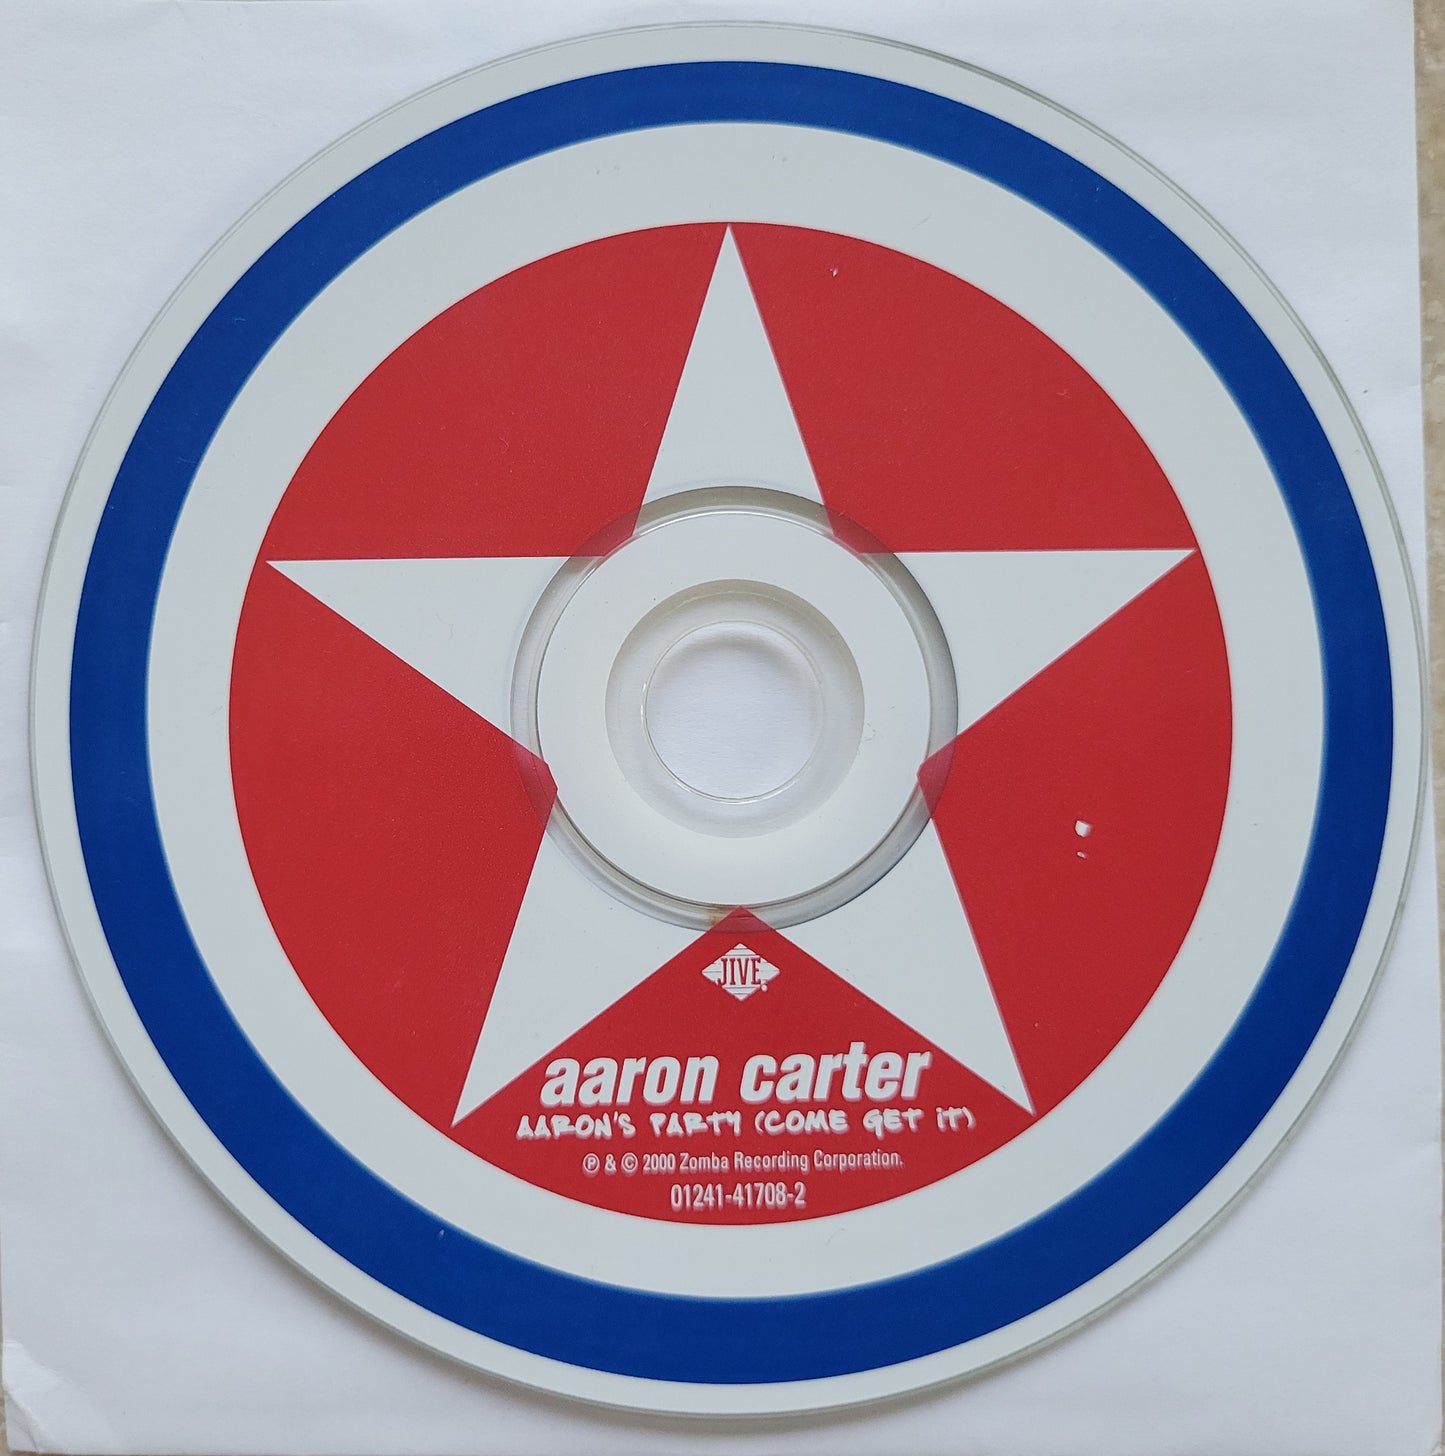 JIVE
aaron carter
AARON'S PARTY (COME GET iT)
℗ & © 2000 Zomba Recording Corporation.
01241-41708-2